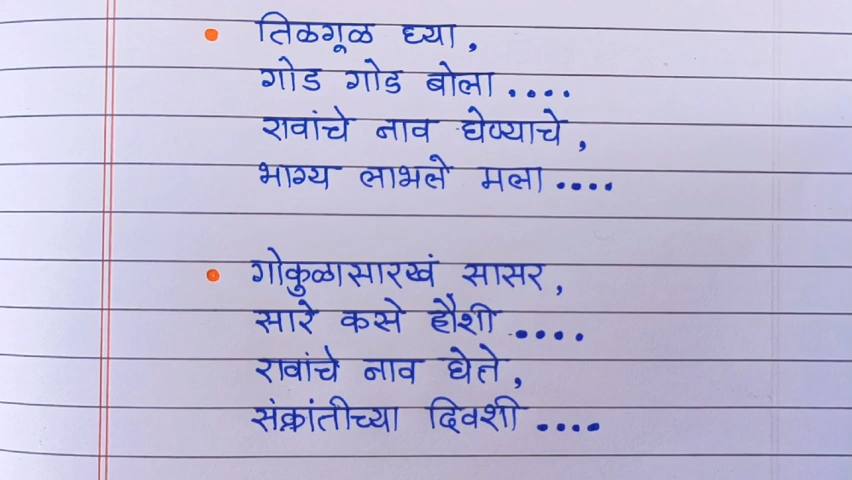 • तिळगूळ घ्या,
गोड गोड बोला....
रावांचे नाव घेण्याचे,
भाग्य लाभले मला....
• गोकुळासारखं सासर,
सारे कसे हौशी....
रावांचे नाव घेते,
संक्रांतीच्या दिवशी....